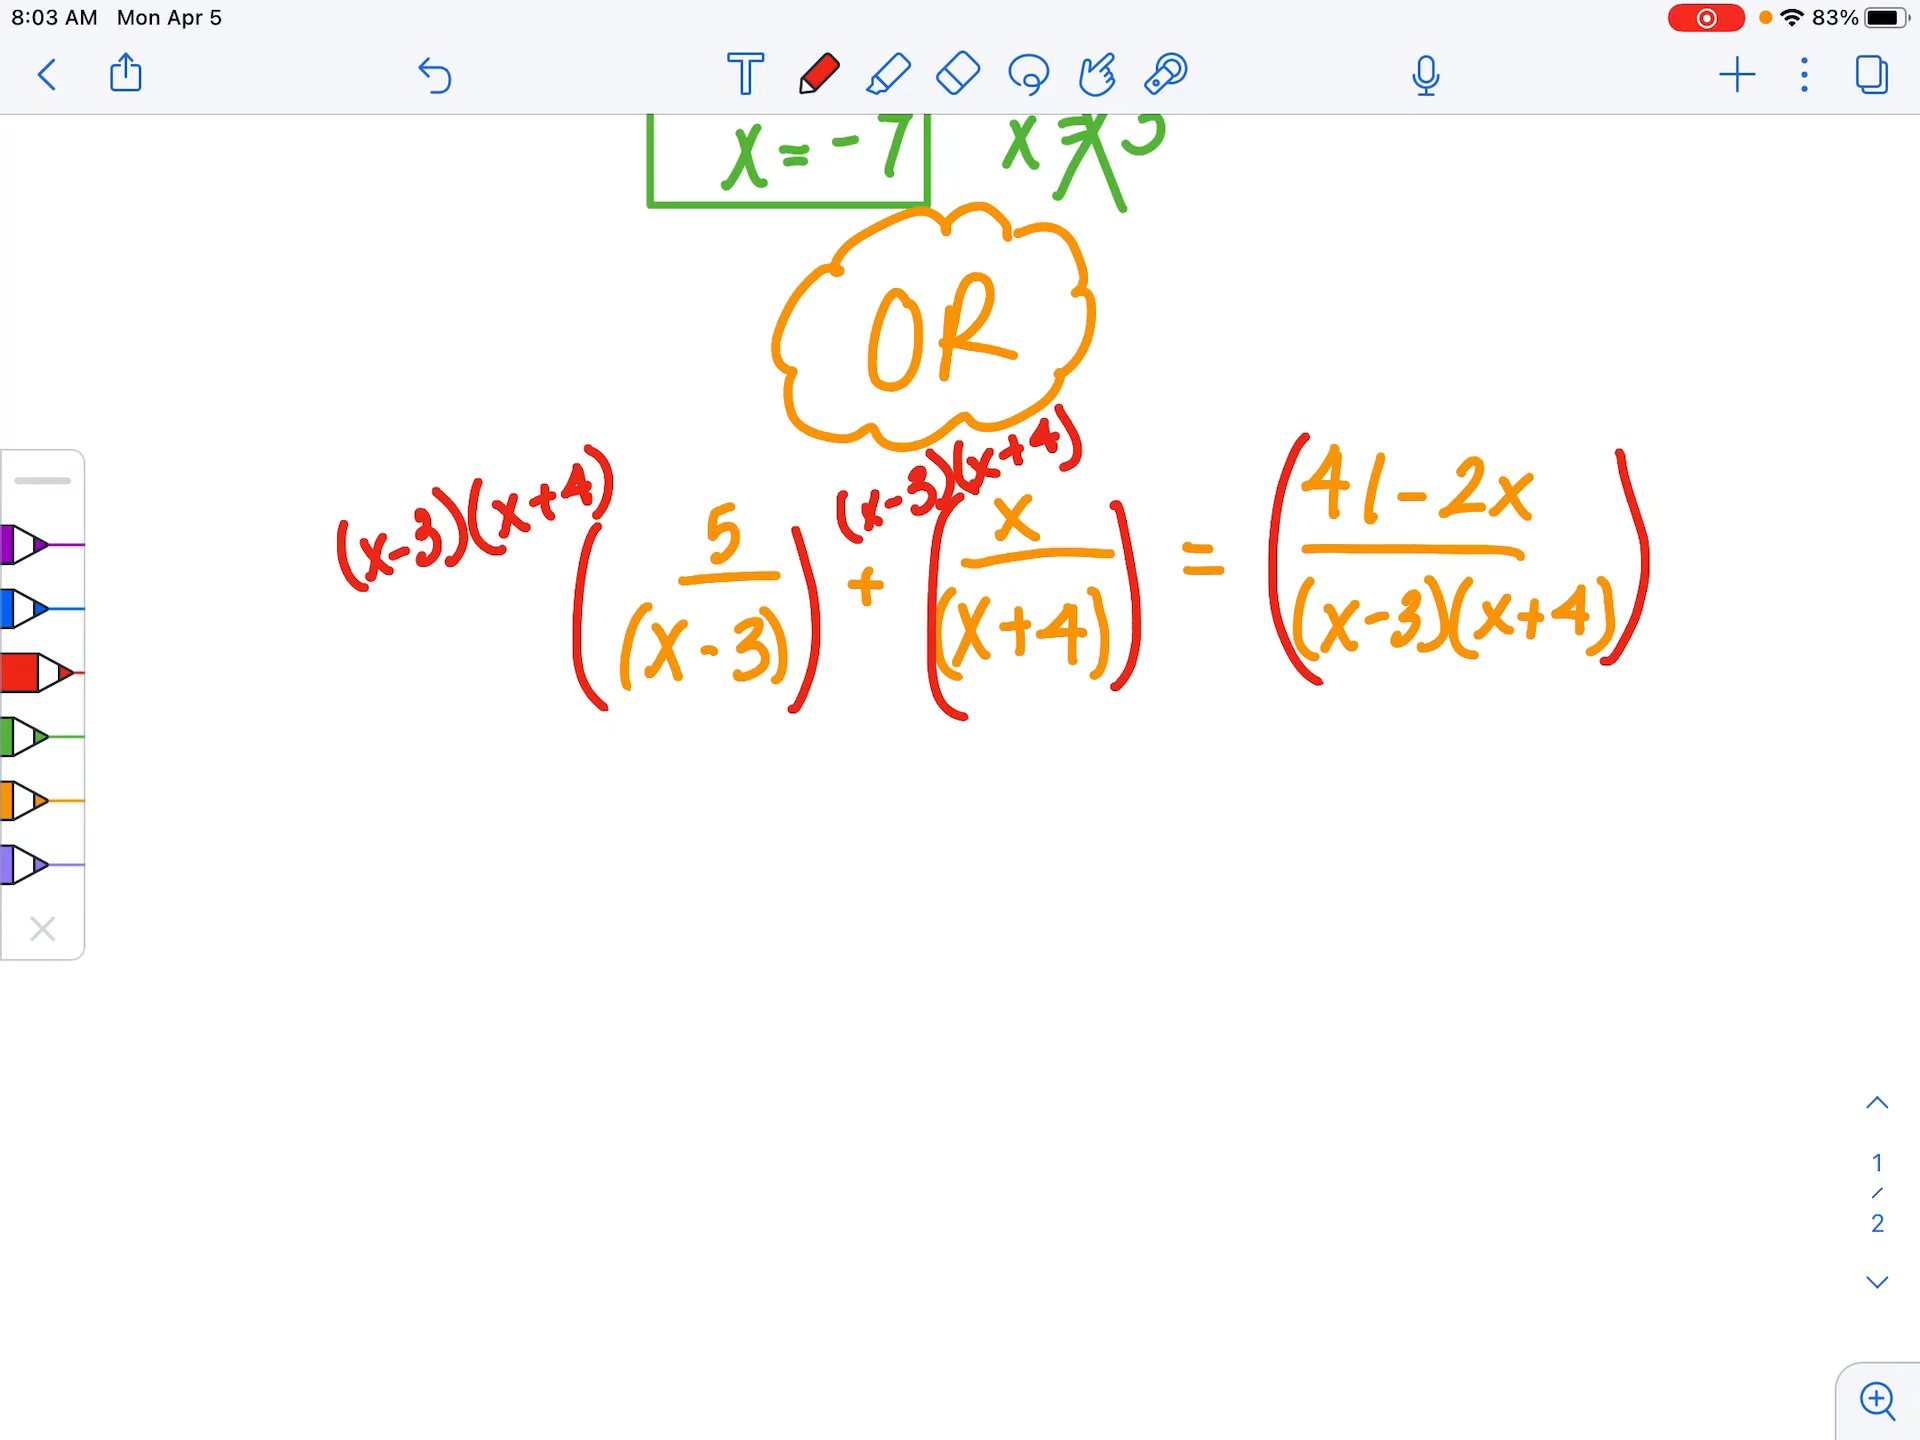 8:03 AM Mon Apr 5 83%
T
x = -7 x = 3
OR
(x-3)(x+4) (x-3)(x+4)
5 + x = 41-2x
(x-3) (x+4) (x-3)(x+4)
1
/
2